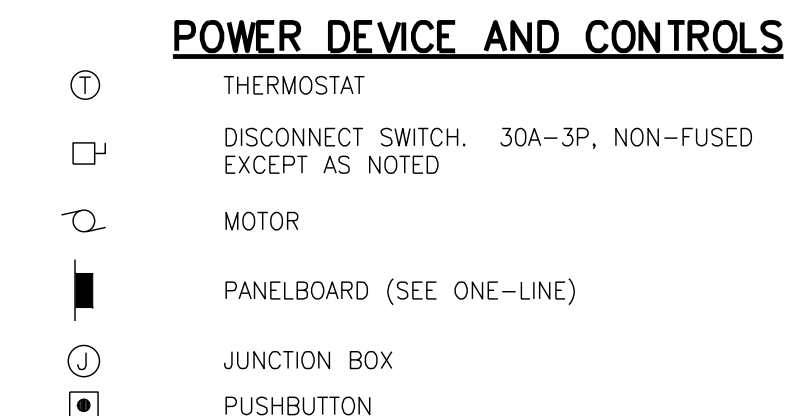 POWER DEVICE AND CONTROLS
T THERMOSTAT
DISCONNECT SWITCH. 30A-3P, NON-FUSED
EXCEPT AS NOTED
MOTOR
PANELBOARD (SEE ONE-LINE)
J JUNCTION BOX
PUSHBUTTON